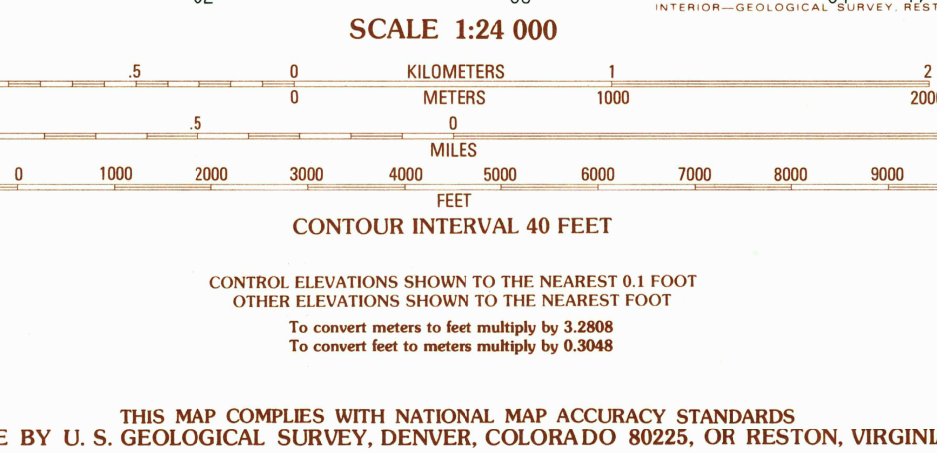 INTERIOR—GEOLOGICAL SURVEY, REST
SCALE 1:24 000
.5 0 KILOMETERS 1 2
0 METERS 1000 200
.5 0
MILES
0 1000 2000 3000 4000 5000 6000 7000 8000 9000
FEET
CONTOUR INTERVAL 40 FEET
CONTROL ELEVATIONS SHOWN TO THE NEAREST 0.1 FOOT
OTHER ELEVATIONS SHOWN TO THE NEAREST FOOT
To convert meters to feet multiply by 3.2808
To convert feet to meters multiply by 0.3048
THIS MAP COMPLIES WITH NATIONAL MAP ACCURACY STANDARDS
E BY U. S. GEOLOGICAL SURVEY, DENVER, COLORADO 80225, OR RESTON, VIRGINI